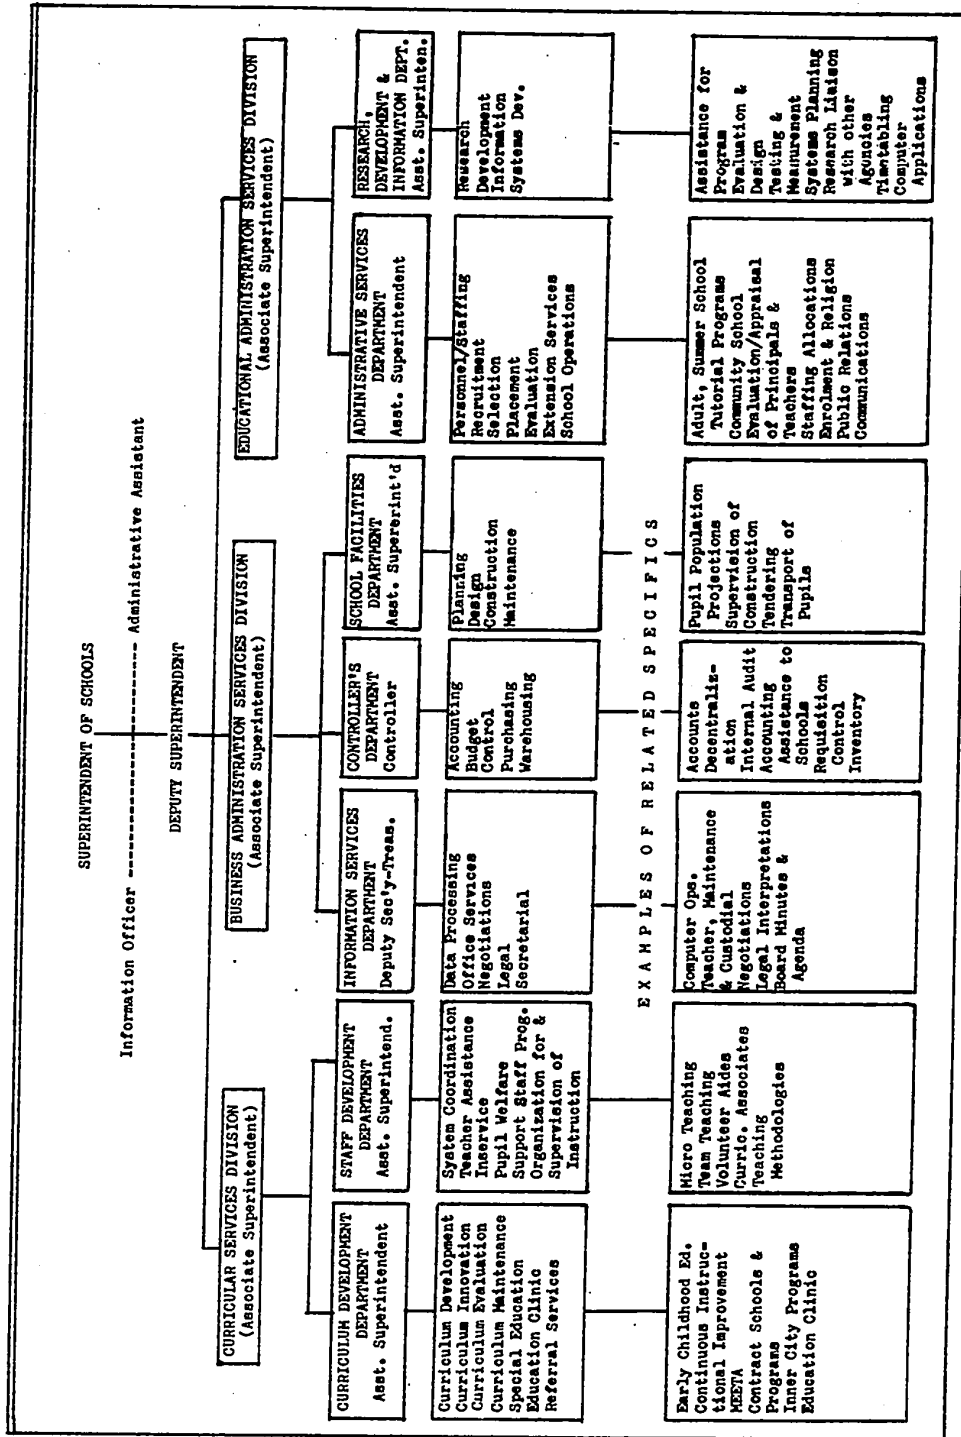 SUPERINTENDENT OF SCHOOLS
Information Officer ----------------------- Administrative Assistant
DEPUTY SUPERINTENDENT
CURRICULAR SERVICES DIVISION
(Associate Superintendent)
BUSINESS ADMINISTRATION SERVICES DIVISION
(Associate Superintendent)
EDUCATIONAL ADMINISTRATION SERVICES DIVISION
(Associate Superintendent)
CURRICULUM DEVELOPMENT
DEPARTMENT
Asst. Superintendent
STAFF DEVELOPMENT
DEPARTMENT
Asst. Superintend.
INFORMATION SERVICES
DEPARTMENT
Deputy Sec'y-Treas.
CONTROLLER'S
DEPARTMENT
Controller
SCHOOL FACILITIES
DEPARTMENT
Asst. Supererint'd
ADMINISTRATIVE SERVICES
DEPARTMENT
Asst. Superintendent
RESEARCH,
DEVELOPMENT &
INFORMATION DEPT.
Asst. Superinten.
Curriculum Development
Curriculum Innovation
Curriculum Evaluation
Curriculum Maintenance
Special Education
Education Clinic
Referral Services
System Coordination
Teacher Assistance
Inservice
Pupil Welfare
Support Staff Prog.
Organization for &
Supervision of
Instruction
Data Processing
Office Services
Negotiations
Legal
Secretarial
Accounting
Budget
Control
Purchasing
Warehousing
Planning
Design
Construction
Maintenance
Personnel/Staffing
Recruitment
Selection
Placement
Evaluation
Extension Services
School Operations
Research
Development
Information
Systems Dev.
EXAMPLES OF RELATED SPECIFICS
Early Childhood Ed.
Continuous Instruc-
tional Improvement
MEETA
Contract Schools &
Programs
Inner City Programs
Education Clinic
Micro Teaching
Team Teaching
Volunteer Aides
Curric. Associates
Teaching
Methodologies
Computer Ops.
Teacher, Maintenance
& Custodial
Negotiations
Legal Interpretations
Board Minutes &
Agenda
Accounts
Decentraliz-
ation
Internal Audit
Accounting
Assistance to
Schools
Requisition
Control
Inventory
Pupil Population
Projections
Supervision of
Construction
Tendering
Transport of
Pupils
Adult, Summer School
Tutorial Programs
Community School
Evaluation/Appraisal
of Principals &
Teachers
Staffing Allocations
Enrolment & Religion
Public Relations
Communications
Assistance for
Program
Evaluation &
Design
Testing &
Measurement
Systems Planning
Research Liaison
with other
Agencies
Timetabling
Computer
Applications